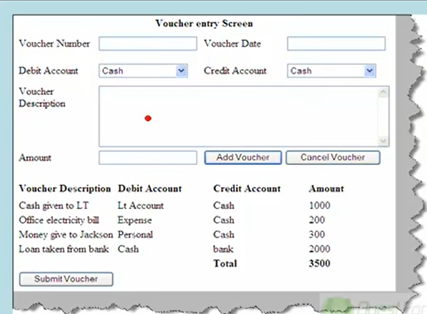 Voucher entry Screen
Voucher Number Voucher Date
Debit Account Cash Credit Account Cash
Voucher
Description
Amount Add Voucher Cancel Voucher
Voucher Description Debit Account Credit Account Amount
Cash given to LT Lt Account Cash 1000
Office electricity bill Expense Cash 200
Money give to Jackson Personal Cash 300
Loan taken from bank Cash bank 2000
Total 3500
Submit Voucher